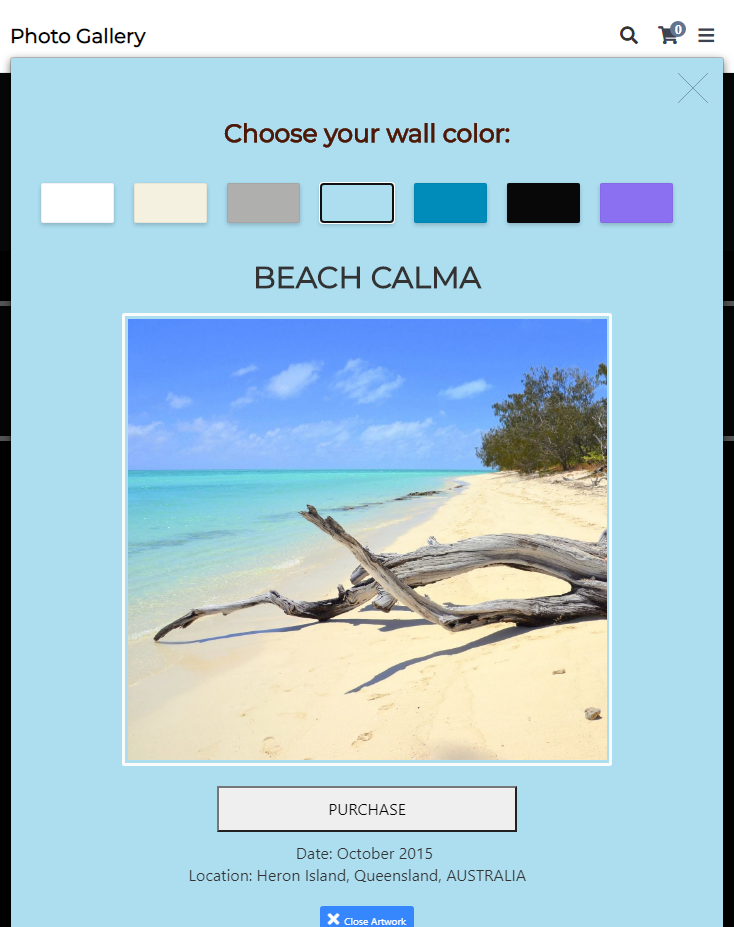 Photo Gallery
0
Choose your wall color:
BEACH CALMA
PURCHASE
Date: October 2015
Location: Heron Island, Queensland, AUSTRALIA
Close Artwork